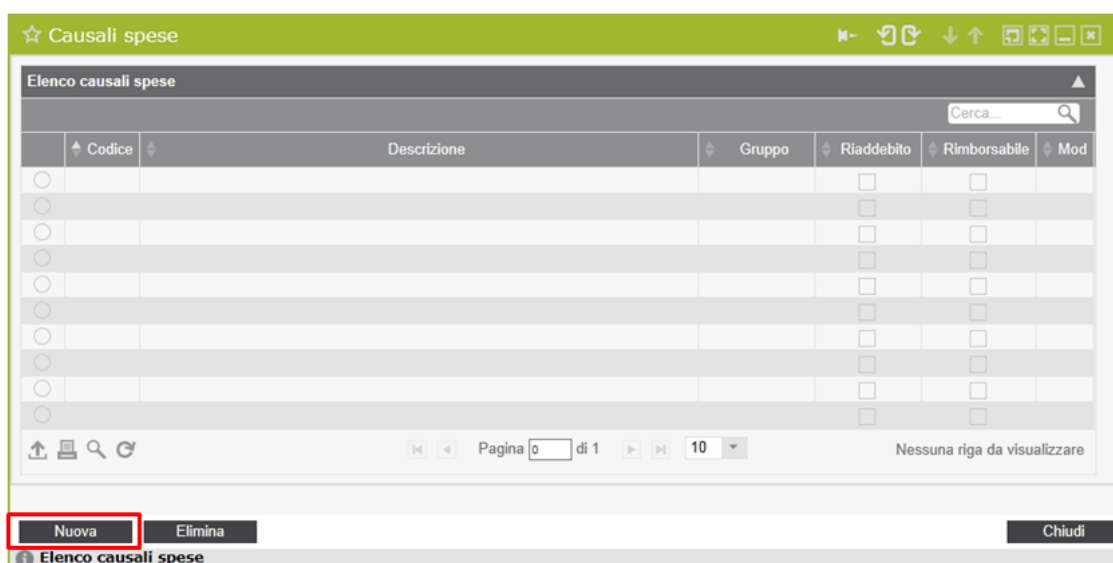 Causali spese
Elenco causali spese
Cerca...
Codice Descrizione Gruppo Riaddebito Rimborsabile Mod
Pagina 0 di 1 10 Nessuna riga da visualizzare
Nuova Elimina Chiudi
Elenco causali spese